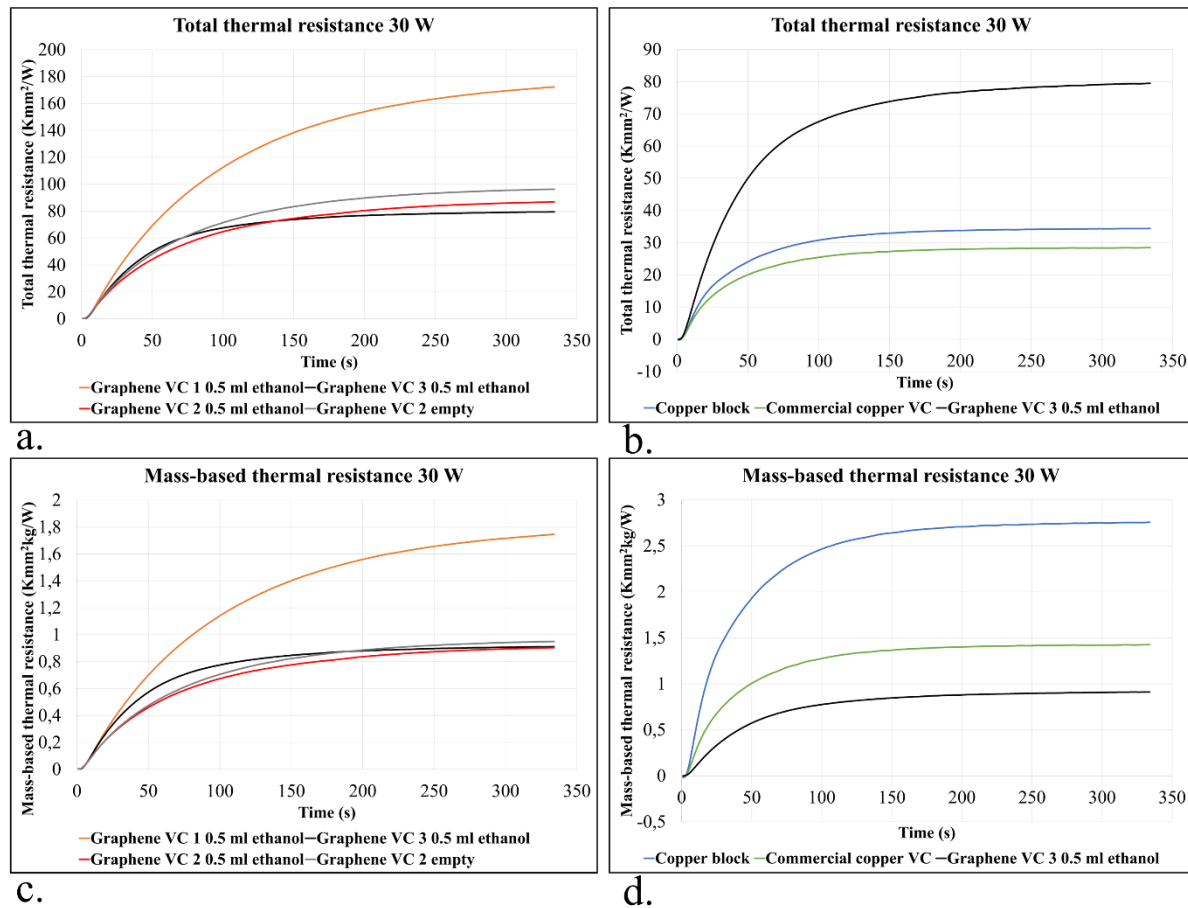 Total thermal resistance 30 W
Total thermal resistance (Kmm²/W)
200
180
160
140
120
100
80
60
40
20
0
0 50 100 150 200 250 300 350
Time (s)
Graphene VC 1 0.5 ml ethanol Graphene VC 3 0.5 ml ethanol
Graphene VC 2 0.5 ml ethanol Graphene VC 2 empty
a.
Total thermal resistance 30 W
Total thermal resistance (Kmm²/W)
90
80
70
60
50
40
30
20
10
0
-10
0 50 100 150 200 250 300 350
Time (s)
Copper block Commercial copper VC Graphene VC 3 0.5 ml ethanol
b.
Mass-based thermal resistance 30 W
Mass-based thermal resistance (Kmm²kg/W)
2
1,8
1,6
1,4
1,2
1
0,8
0,6
0,4
0,2
0
0 50 100 150 200 250 300 350
Time (s)
Graphene VC 1 0.5 ml ethanol Graphene VC 3 0.5 ml ethanol
Graphene VC 2 0.5 ml ethanol Graphene VC 2 empty
c.
Mass-based thermal resistance 30 W
Mass-based thermal resistance (Kmm²kg/W)
3
2,5
2
1,5
1
0,5
0
-0,5
0 50 100 150 200 250 300 350
Time (s)
Copper block Commercial copper VC Graphene VC 3 0.5 ml ethanol
d.